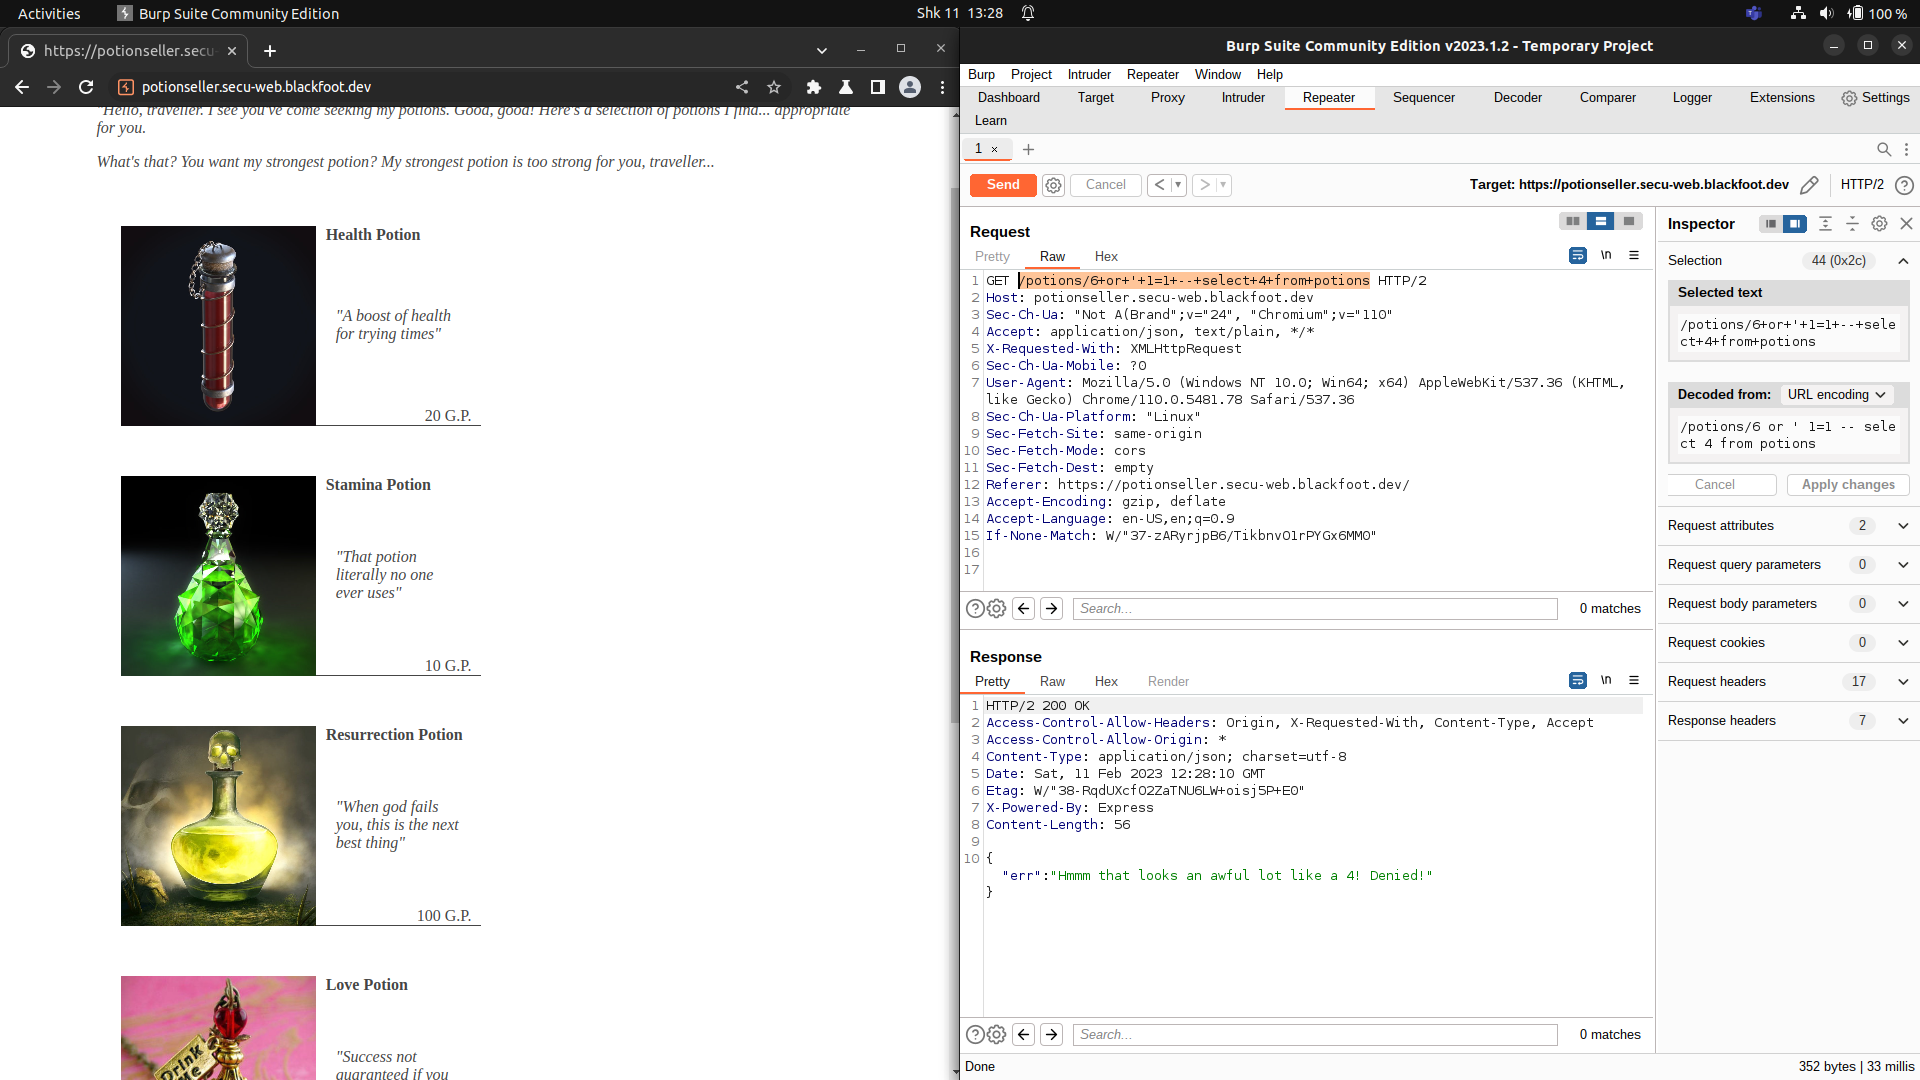 Activities
Burp Suite Community Edition
Shk 11 13:28
100 %
https://potionseller.secu-
potionseller.secu-web.blackfoot.dev
"Hello, traveller. I see you've come seeking my potions. Good, good! Here's a selection of potions I find... appropriate
for you.
What's that? You want my strongest potion? My strongest potion is too strong for you, traveller...
Health Potion
"A boost of health
for trying times"
20 G.P.
Stamina Potion
"That potion
literally no one
ever uses"
10 G.P.
Resurrection Potion
"When god fails
you, this is the next
best thing"
100 G.P.
Love Potion
Drink
Me
"Success not
guaranteed if you
Burp Suite Community Edition v2023.1.2 - Temporary Project
Burp Project Intruder Repeater Window Help
Dashboard Target Proxy Intruder Repeater Sequencer Decoder Comparer Logger Extensions Settings
Learn
1 ×
Send Cancel < >
Target: https://potionseller.secu-web.blackfoot.dev HTTP/2
Request
Pretty Raw Hex
\n
1 GET /potions/6+or+'+1=1+--+select+4+from+potions HTTP/2
2 Host: potionseller.secu-web.blackfoot.dev
3 Sec-Ch-Ua: "Not A(Brand";v="24", "Chromium";v="110"
4 Accept: application/json, text/plain, */*
5 X-Requested-With: XMLHttpRequest
6 Sec-Ch-Ua-Mobile: ?0
7 User-Agent: Mozilla/5.0 (Windows NT 10.0; Win64; x64) AppleWebKit/537.36 (KHTML,
like Gecko) Chrome/110.0.5481.78 Safari/537.36
8 Sec-Ch-Ua-Platform: "Linux"
9 Sec-Fetch-Site: same-origin
10 Sec-Fetch-Mode: cors
11 Sec-Fetch-Dest: empty
12 Referer: https://potionseller.secu-web.blackfoot.dev/
13 Accept-Encoding: gzip, deflate
14 Accept-Language: en-US,en;q=0.9
15 If-None-Match: W/"37-zARyrjpB6/TikbnvO1rPYGx6MM0"
16
17
Search... 0 matches
Response
Pretty Raw Hex Render
\n
1 HTTP/2 200 OK
2 Access-Control-Allow-Headers: Origin, X-Requested-With, Content-Type, Accept
3 Access-Control-Allow-Origin: *
4 Content-Type: application/json; charset=utf-8
5 Date: Sat, 11 Feb 2023 12:28:10 GMT
6 Etag: W/"38-RqdUXcfO2ZaTNU6LW+oisj5P+E0"
7 X-Powered-By: Express
8 Content-Length: 56
9
10 {
"err":"Hmmm that looks an awful lot like a 4! Denied!"
}
Search... 0 matches
Done
352 bytes | 33 millis
Inspector
Selection 44 (0x2c)
Selected text
/potions/6+or+'+1=1+--+sele
ct+4+from+potions
Decoded from: URL encoding
/potions/6 or ' 1=1 -- sele
ct 4 from potions
Cancel Apply changes
Request attributes 2
Request query parameters 0
Request body parameters 0
Request cookies 0
Request headers 17
Response headers 7